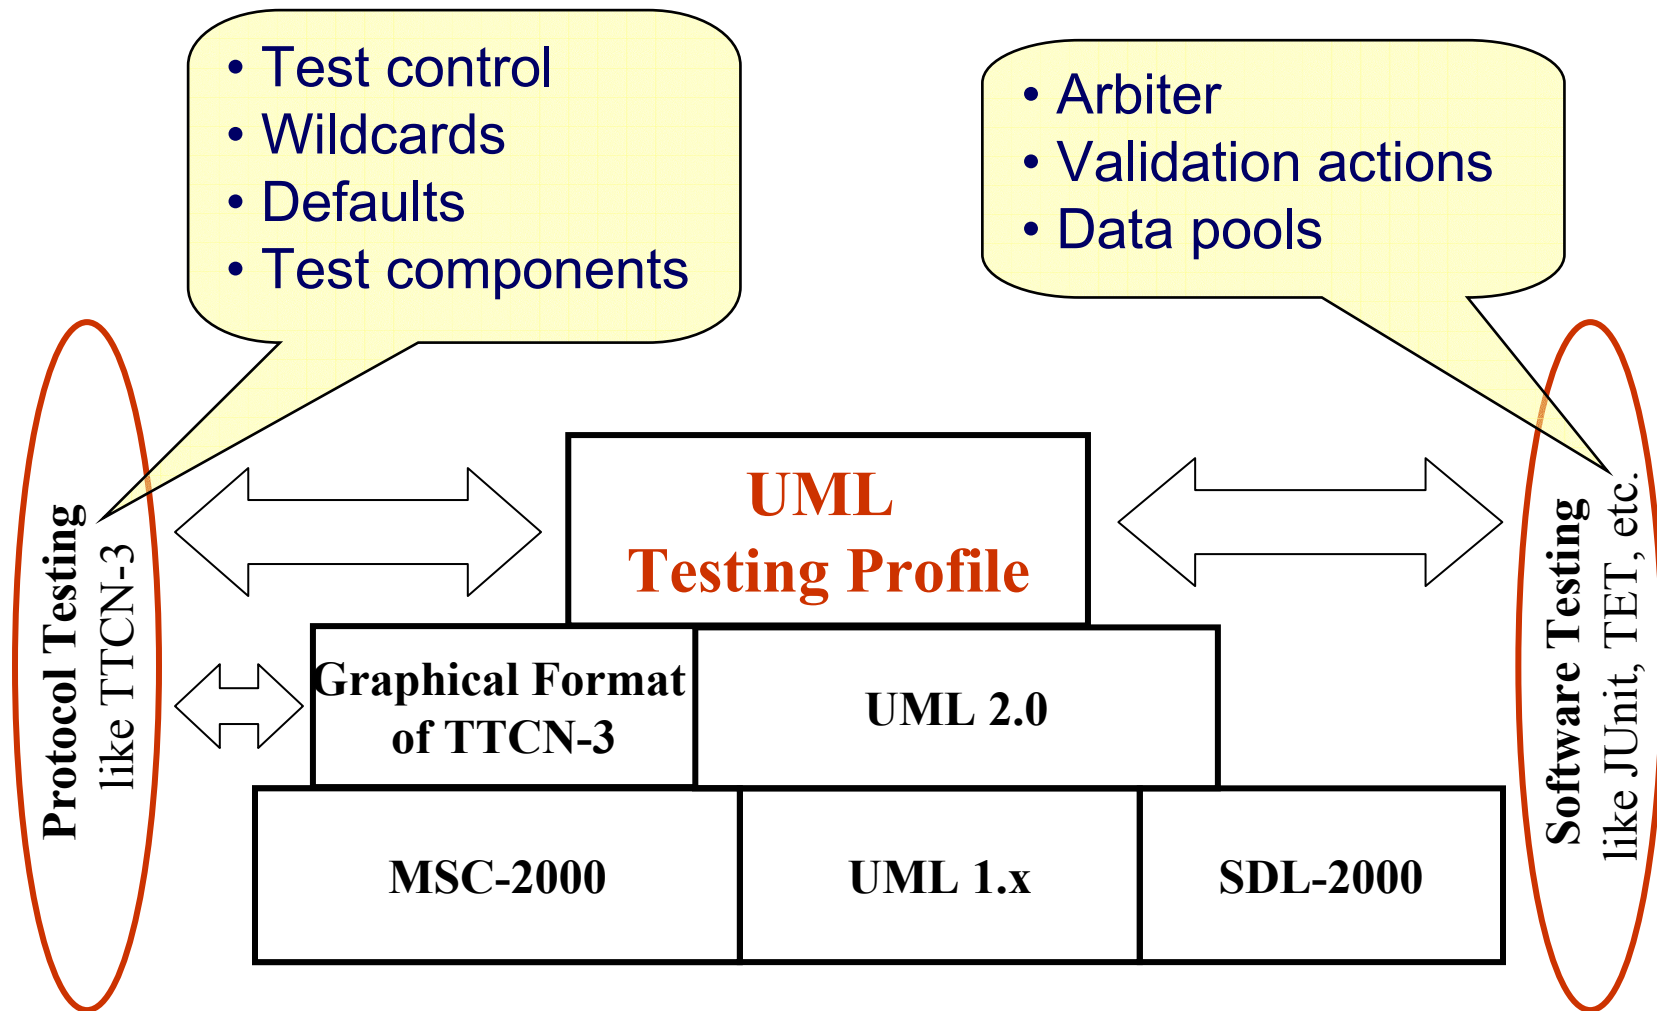 • Test control
• Wildcards
• Defaults
• Test components
• Arbiter
• Validation actions
• Data pools
Protocol Testing
like TTCN-3
UML
Testing Profile
Software Testing
like JUnit, TET, etc.
Graphical Format
of TTCN-3
UML 2.0
MSC-2000
UML 1.x
SDL-2000